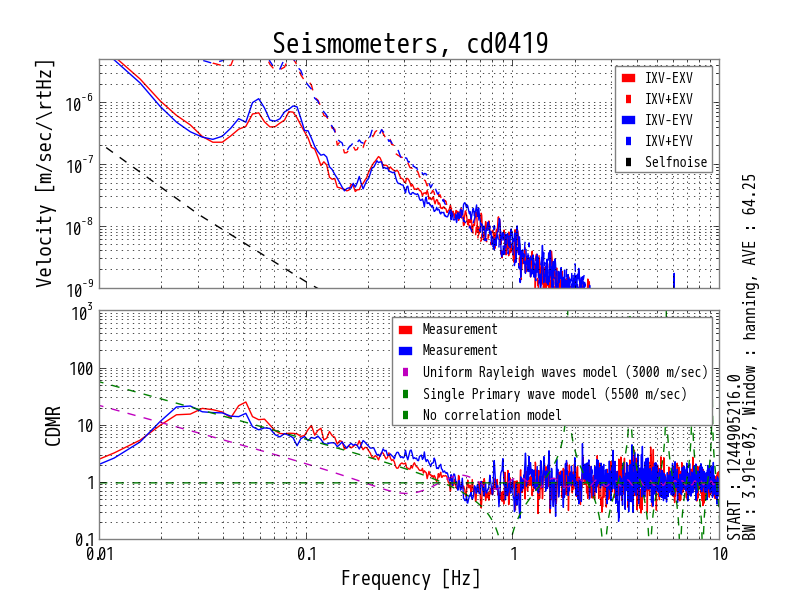 Seismometers, cd0419
Velocity [m/sec/\rtHz]
10-6
10-7
10-8
10-9
IXV-EXV
IXV+EXV
IXV-EYV
IXV+EYV
Selfnoise
CDMR
103
100
10
1
0.1
Measurement
Measurement
Uniform Rayleigh waves model (3000 m/sec)
Single Primary wave model (5500 m/sec)
No correlation model
0.01
0.1
1
10
Frequency [Hz]
START : 1244905216.0
BW : 3.91e-03, Window : hanning, AVE : 64.25